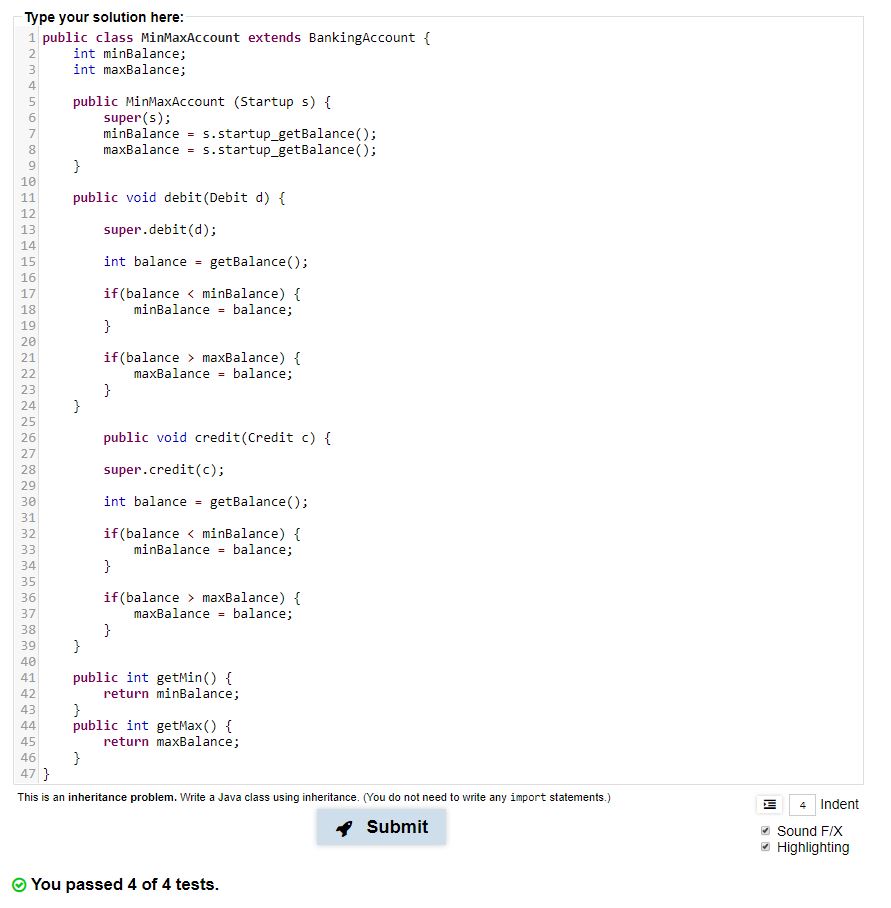 Type your solution here:
1 public class MinMaxAccount extends BankingAccount {
2     int minBalance;
3     int maxBalance;
4
5     public MinMaxAccount (Startup s) {
6         super(s);
7         minBalance = s.startup_getBalance();
8         maxBalance = s.startup_getBalance();
9     }
10
11     public void debit(Debit d) {
12
13         super.debit(d);
14
15         int balance = getBalance();
16
17         if(balance < minBalance) {
18             minBalance = balance;
19         }
20
21         if(balance > maxBalance) {
22             maxBalance = balance;
23         }
24     }
25
26         public void credit(Credit c) {
27
28         super.credit(c);
29
30         int balance = getBalance();
31
32         if(balance < minBalance) {
33             minBalance = balance;
34         }
35
36         if(balance > maxBalance) {
37             maxBalance = balance;
38         }
39     }
40
41     public int getMin() {
42         return minBalance;
43     }
44     public int getMax() {
45         return maxBalance;
46     }
47 }
This is an inheritance problem. Write a Java class using inheritance. (You do not need to write any import statements.)
4 Indent
Submit
Sound F/X
Highlighting
You passed 4 of 4 tests.